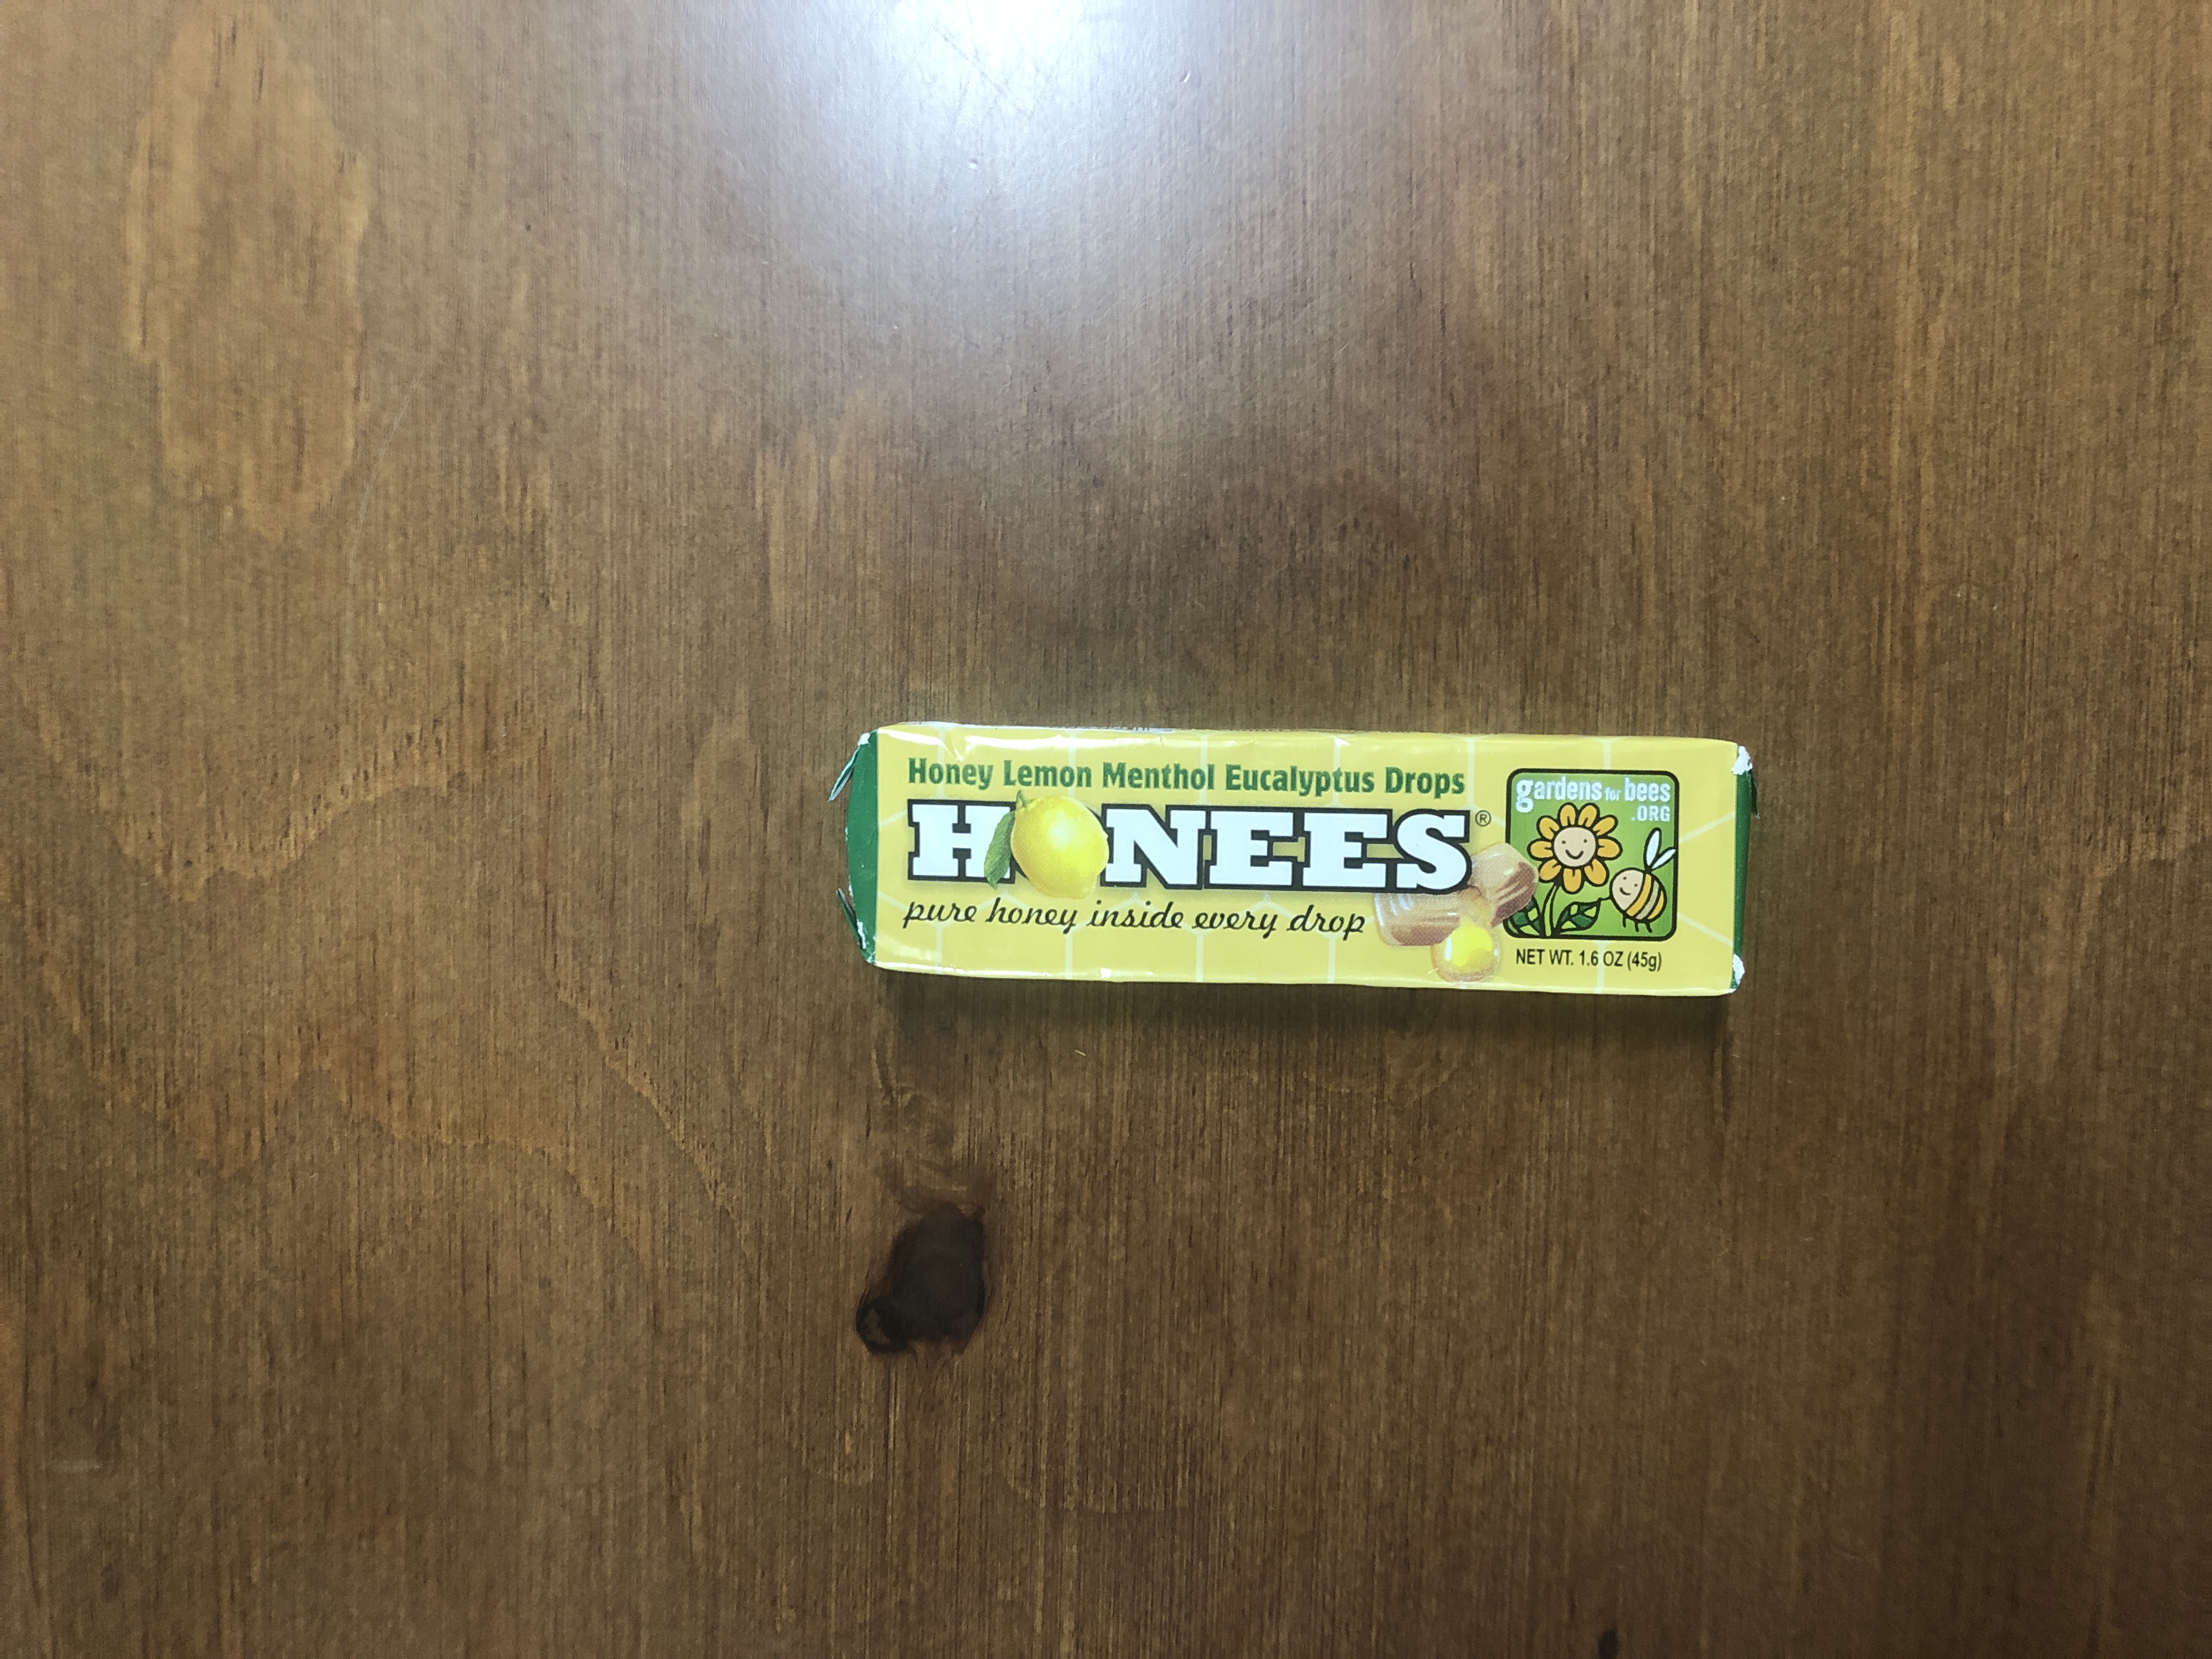 Honey Lemon Menthol Eucalyptus Drops
HONEES®
pure honey inside every drop
gardens for bees
.ORG
NET WT. 1.6 OZ (45g)